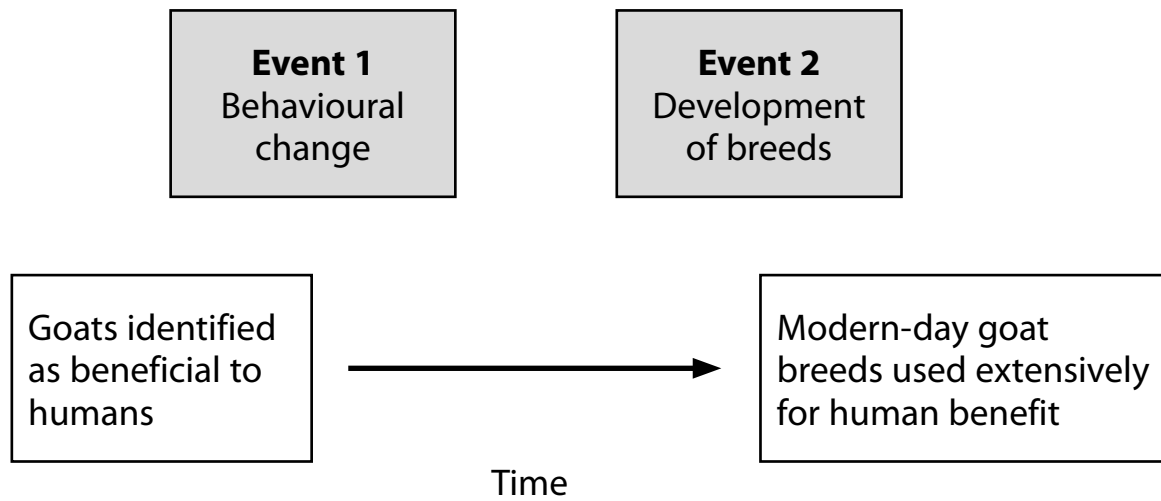 Event 1
Behavioural
change
Event 2
Development
of breeds
Goats identified
as beneficial to
humans
Modern-day goat
breeds used extensively
for human benefit
Time